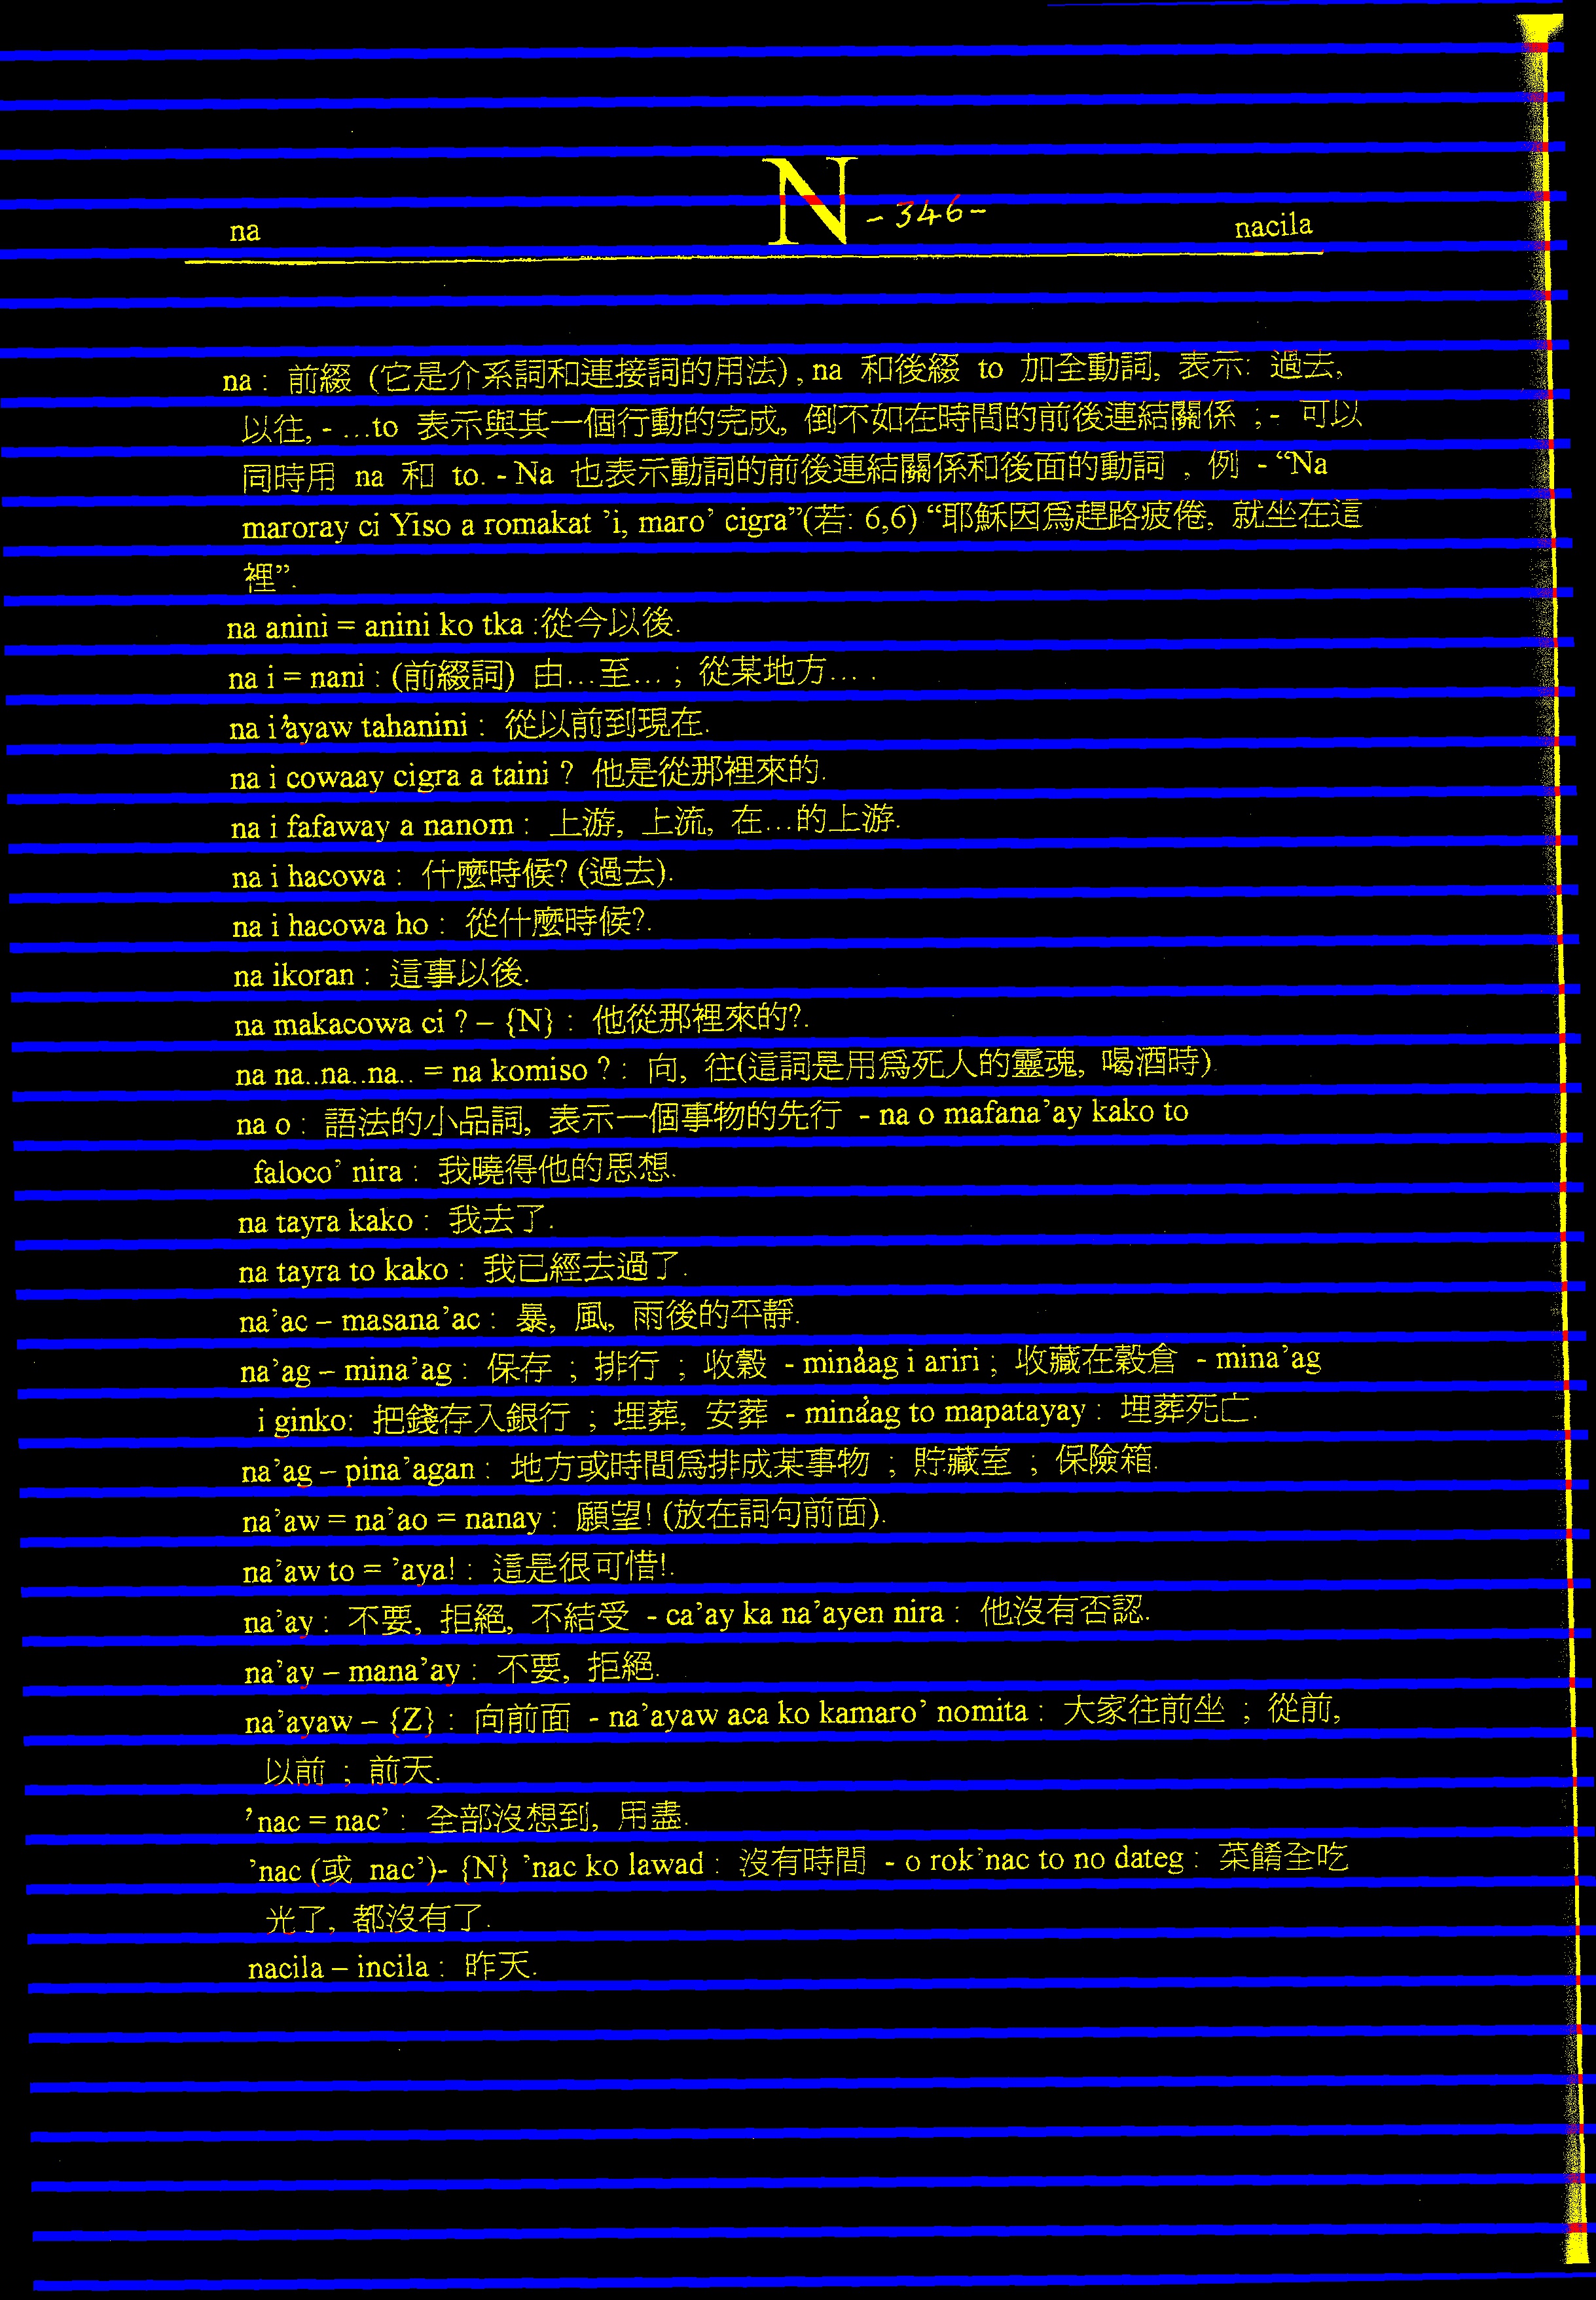 N
na -346- nacila
na : 前綴 (它是介系詞和連接詞的用法) , na 和後綴 to 加全動詞, 表示: 過去,
以往, - …to 表示與其一個行動的完成, 倒不如在時間的前後連結關係 ; - 可以
同時用 na 和 to. - Na 也表示動詞的前後連結關係和後面的動詞 , 例 - “Na
maroray ci Yiso a romakat ’i, maro’ cigra”(若: 6,6) “耶穌因爲趕路疲倦, 就坐在這
裡”.
na anini = anini ko tka :從今以後.
na i = nani : (前綴詞) 由…至… ; 從某地方… .
na i ’ayaw tahanini : 從以前到現在.
na i cowaay cigra a taini ? 他是從那裡來的.
na i fafaway a nanom : 上游, 上流, 在…的上游.
na i hacowa : 什麼時候? (過去).
na i hacowa ho : 從什麼時候?.
na ikoran : 這事以後.
na makacowa ci ? – {N} : 他從那裡來的?.
na na..na..na.. = na komiso ? : 向, 往(這詞是用爲死人的靈魂, 喝酒時).
na o : 語法的小品詞, 表示一個事物的先行 - na o mafana’ay kako to
faloco’ nira : 我曉得他的思想.
na tayra kako : 我去了.
na tayra to kako : 我已經去過了.
na’ac – masana’ac : 暴, 風, 雨後的平靜.
na’ag – mina’ag : 保存 ; 排行 ; 收穀 - mina’ag i ariri ; 收藏在穀倉 - mina’ag
i ginko: 把錢存入銀行 ; 埋葬, 安葬 - mina’ag to mapatayay : 埋葬死亡.
na’ag – pina’agan : 地方或時間爲排成某事物 ; 貯藏室 ; 保險箱.
na’aw = na’ao = nanay : 願望! (放在詞句前面).
na’aw to = ’aya! : 這是很可惜!.
na’ay : 不要, 拒絕, 不結受 - ca’ay ka na’ayen nira : 他沒有否認.
na’ay – mana’ay : 不要, 拒絕.
na’ayaw – {Z} : 向前面 - na’ayaw aca ko kamaro’ nomita : 大家往前坐 ; 從前,
以前 ; 前天.
’nac = nac’ : 全部沒想到, 用盡.
’nac (或 nac’)- {N} ’nac ko lawad : 沒有時間 - o rok’nac to no dateg : 菜餚全吃
光了, 都沒有了.
nacila – incila : 昨天.